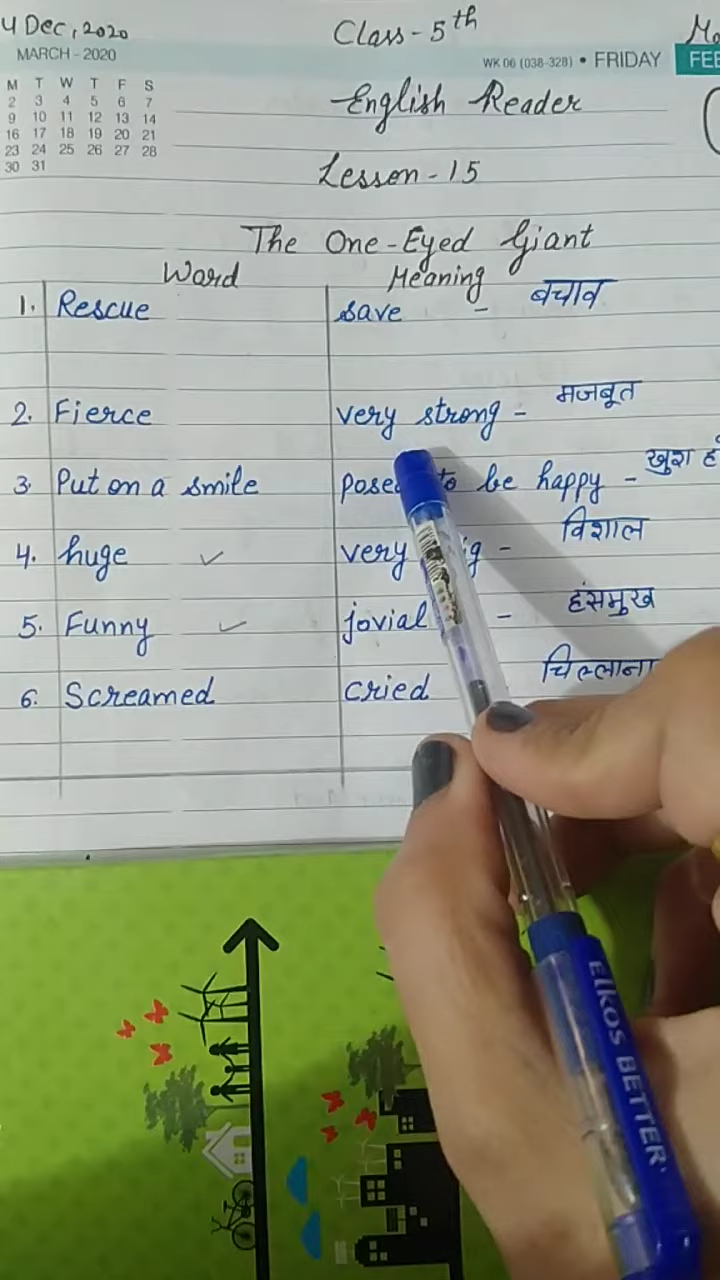 4 Dec, 2020
Class - 5th
MARCH - 2020
WK 06 (038-328) • FRIDAY
M T W T F S
2 3 4 5 6 7
9 10 11 12 13 14
16 17 18 19 20 21
23 24 25 26 27 28
30 31
English Reader
Lesson - 15
The One-Eyed Giant
Word Meaning
1. Rescue save - बचाव
2. Fierce very strong - मजबूत
3. Put on a smile posed to be happy - खुश
4. huge ✓ very - विशाल
5. Funny ✓ jovial - हंसमुख
6. Screamed cried चिल्लाना
Elkos BETTER